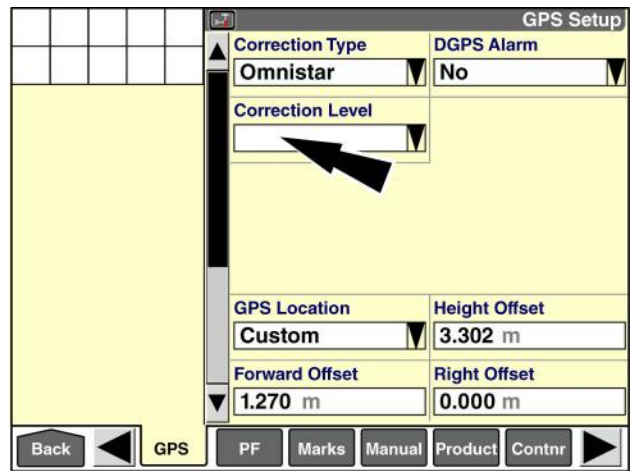 GPS Setup
Correction Type
DGPS Alarm
Omnistar
No
Correction Level
GPS Location
Height Offset
Custom
3.302 m
Forward Offset
Right Offset
1.270 m
0.000 m
Back
GPS
PF
Marks
Manual
Product
Contnr